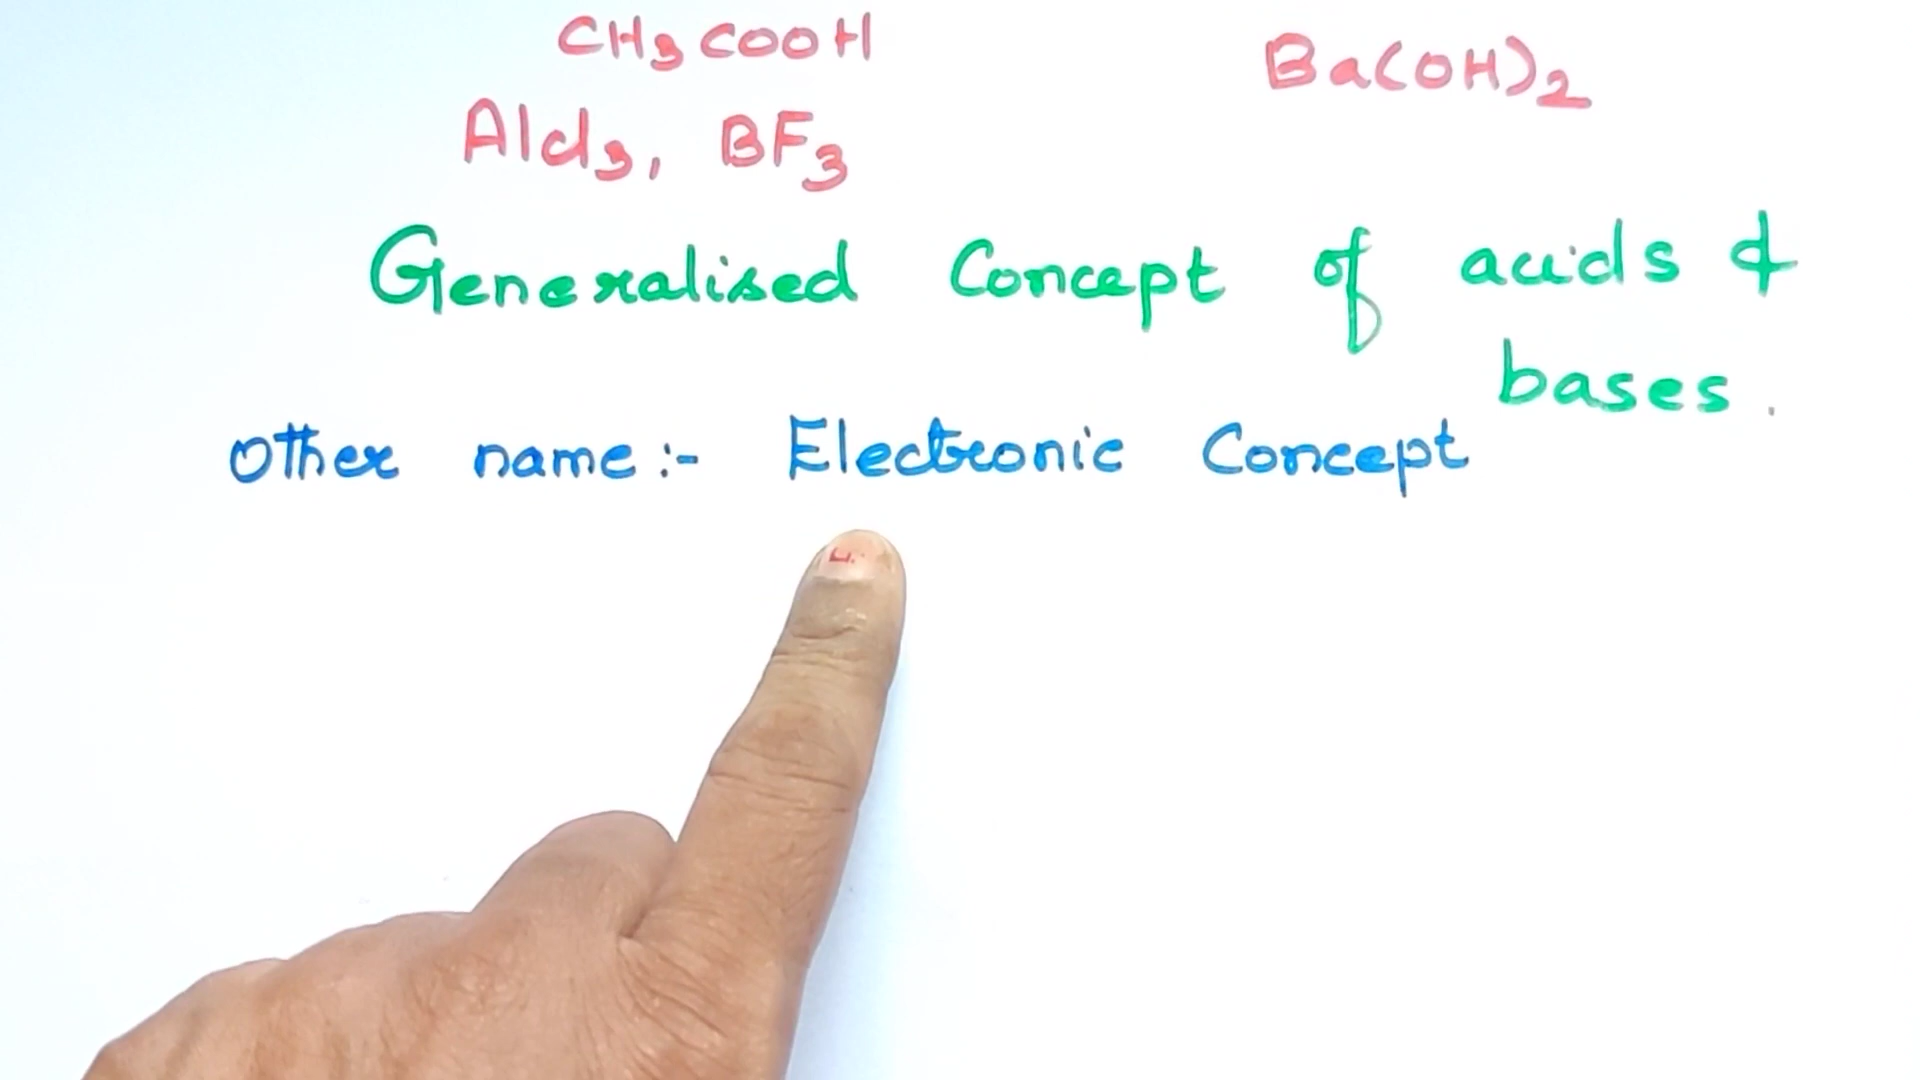 CH3COOH Ba(OH)2
AlCl3, BF3
Generalised Concept of acids &
bases.
Other name:- Electronic Concept